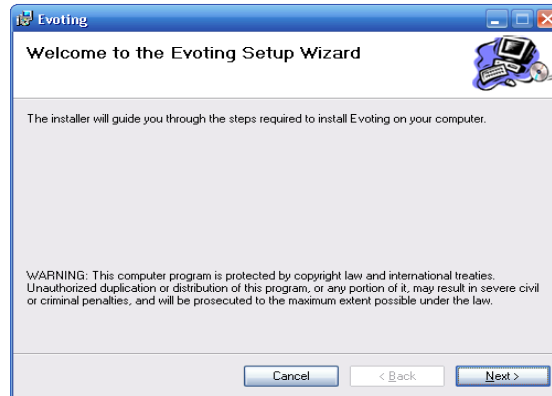 Evoting
Welcome to the Evoting Setup Wizard
The installer will guide you through the steps required to install Evoting on your computer.
WARNING: This computer program is protected by copyright law and international treaties.
Unauthorized duplication or distribution of this program, or any portion of it, may result in severe civil
or criminal penalties, and will be prosecuted to the maximum extent possible under the law.
Cancel
< Back
Next >